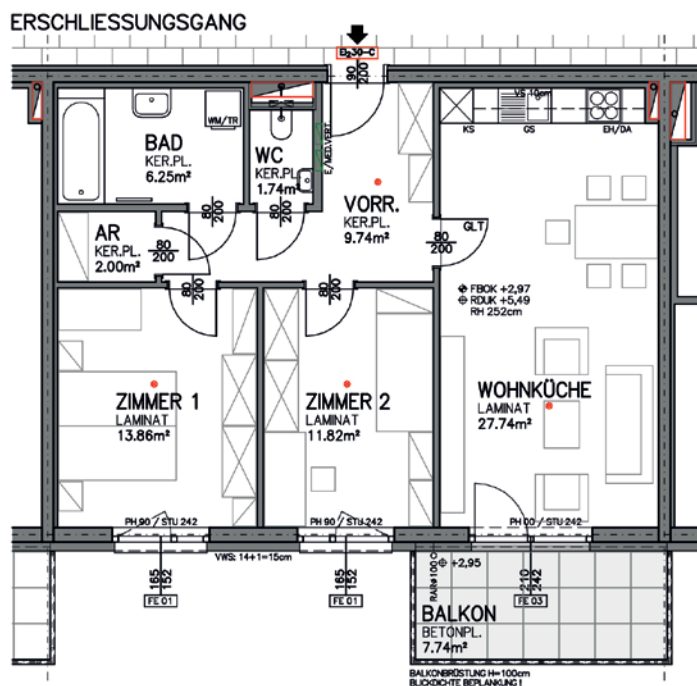 ERSCHLIESSUNGSGANG
EI₂30-C
90
200
VS 10cm
WM/TR
E/MED.VERT.
KS
GS
EH/DA
BAD
KER.PL.
6.25m²
WC
KER.PL.
1.74m²
VORR.
KER.PL.
9.74m²
80
200
80
200
GLT
80
200
AR
KER.PL.
2.00m²
80
200
80
200
80
200
FBOK +2,97
RDUK +5,49
RH 252cm
ZIMMER 1
LAMINAT
13.86m²
ZIMMER 2
LAMINAT
11.82m²
WOHNKÜCHE
LAMINAT
27.74m²
PH 90 / STU 242
PH 90 / STU 242
PH 00 / STU 242
VWS: 14+1=15cm
165
152
FE 01
165
152
FE 01
+2,95
210
242
FE 03
BALKON
BETONPL.
7.74m²
BALKONBRÜSTUNG H=100cm
BLICKDICHTE BEPLANKUNG !